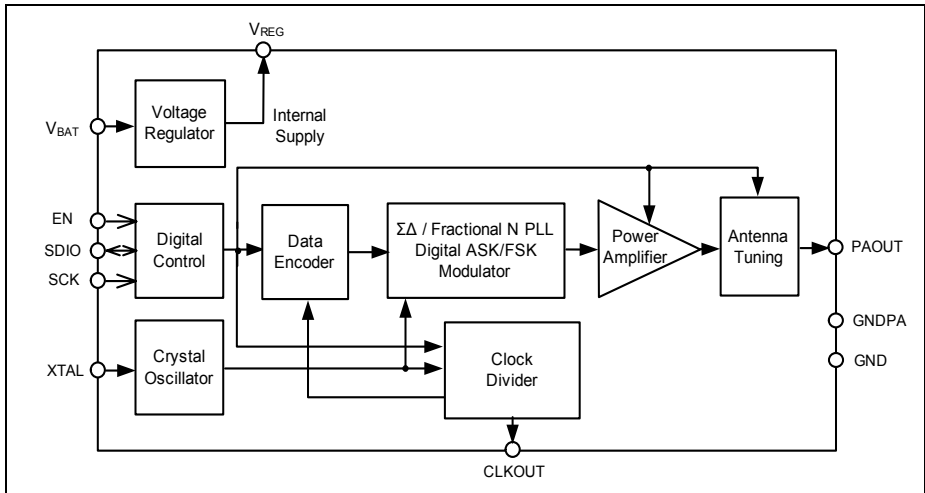 VREG
Voltage
Regulator
Internal
Supply
VBAT
EN
SDIO
SCK
Digital
Control
Data
Encoder
ΣΔ / Fractional N PLL
Digital ASK/FSK
Modulator
Power
Amplifier
Antenna
Tuning
PAOUT
GNDPA
GND
XTAL
Crystal
Oscillator
Clock
Divider
CLKOUT